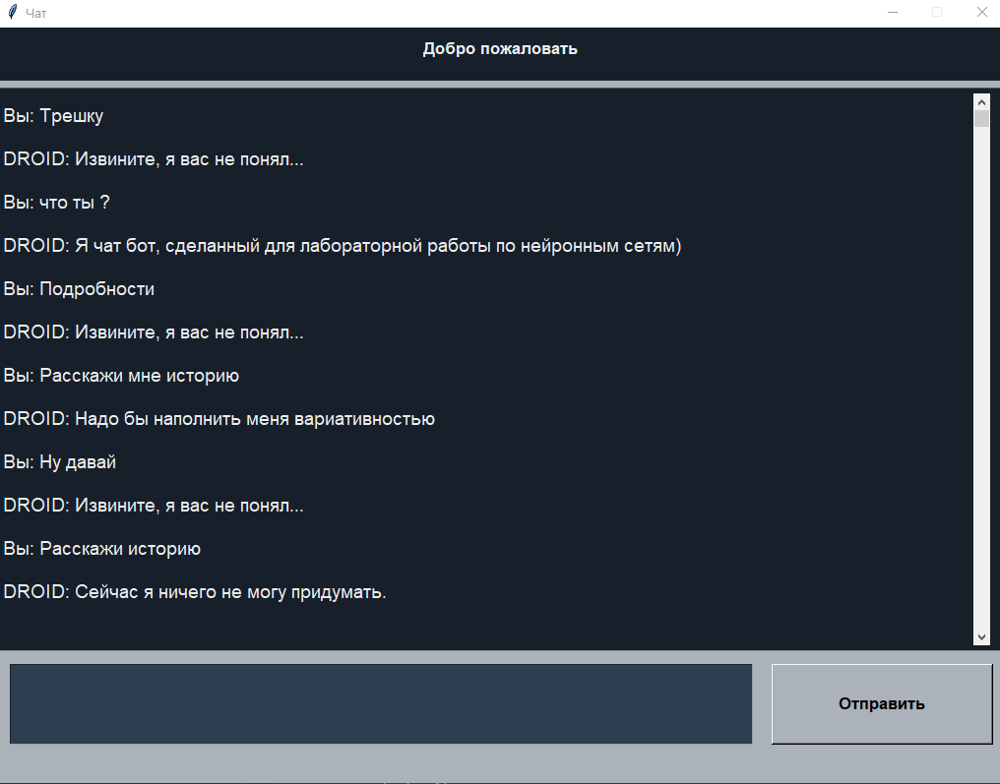 Чат
Добро пожаловать
Вы: Трешку
DROID: Извините, я вас не понял...
Вы: что ты ?
DROID: Я чат бот, сделанный для лабораторной работы по нейронным сетям)
Вы: Подробности
DROID: Извините, я вас не понял...
Вы: Расскажи мне историю
DROID: Надо бы наполнить меня вариативностью
Вы: Ну давай
DROID: Извините, я вас не понял...
Вы: Расскажи историю
DROID: Сейчас я ничего не могу придумать.
Отправить